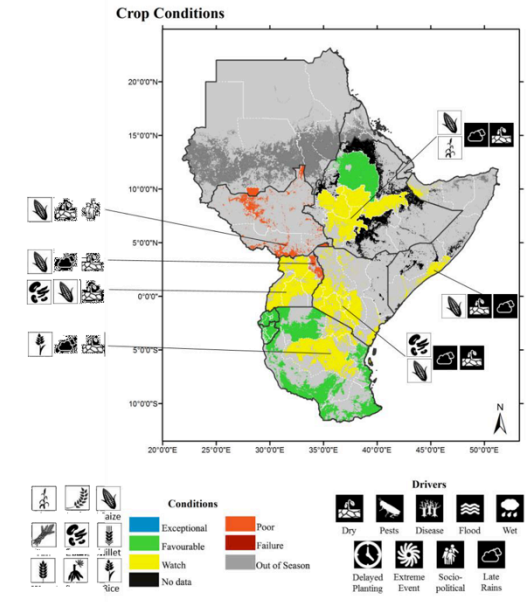 Crop Conditions
20°0'0"N
15°0'0"N
10°0'0"N
5°0'0"N
0°0'0"
5°0'0"S
10°0'0"S
N
20°0'0"E 25°0'0"E 30°0'0"E 35°0'0"E 40°0'0"E 45°0'0"E 50°0'0"E
Conditions
Exceptional
Poor
Favourable
Failure
Watch
Out of Season
No data
Drivers
Dry Pests Disease Flood Wet
Delayed Planting
Extreme Event
Socio-political
Late Rains
Rice